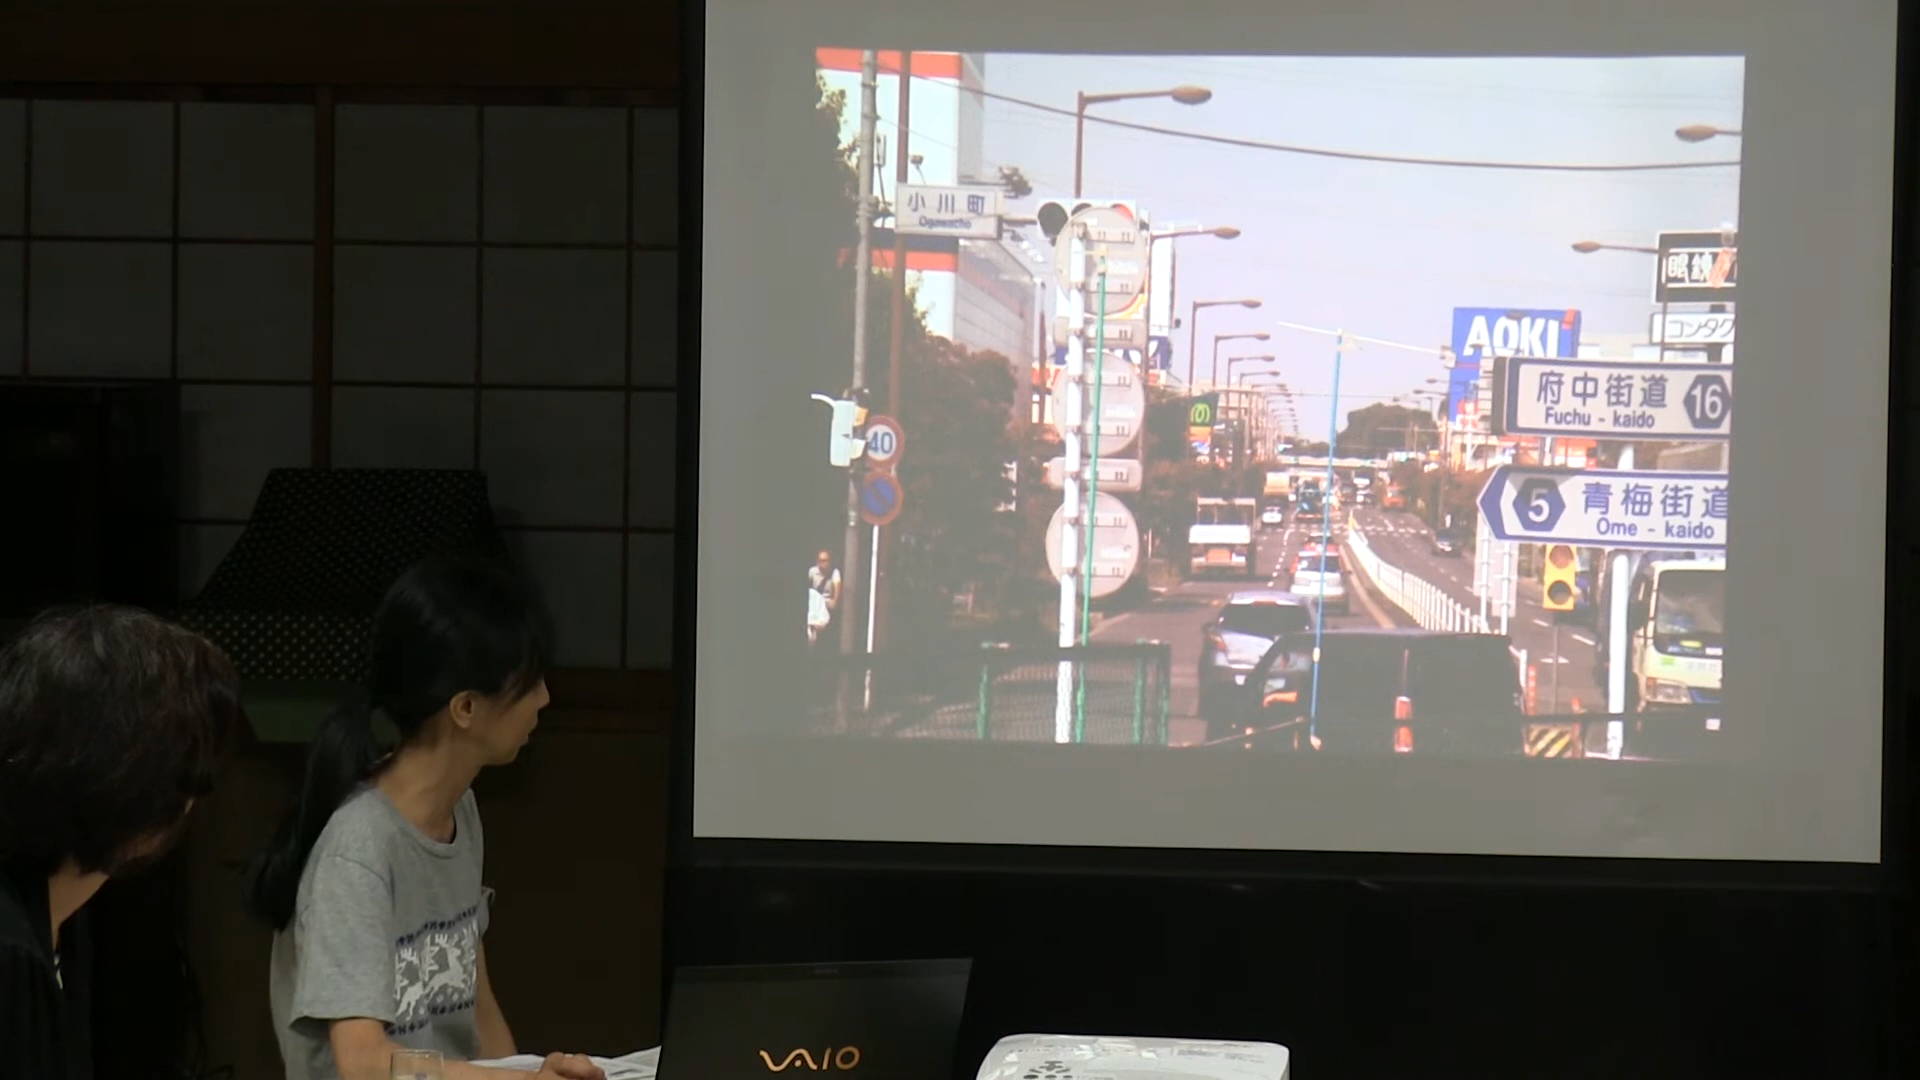 小川町
Ogawacho
眼鏡
コンタク
AOKI
府中街道 16
Fuchu - kaido
40
5 青梅街道
Ome - kaido
VAIO